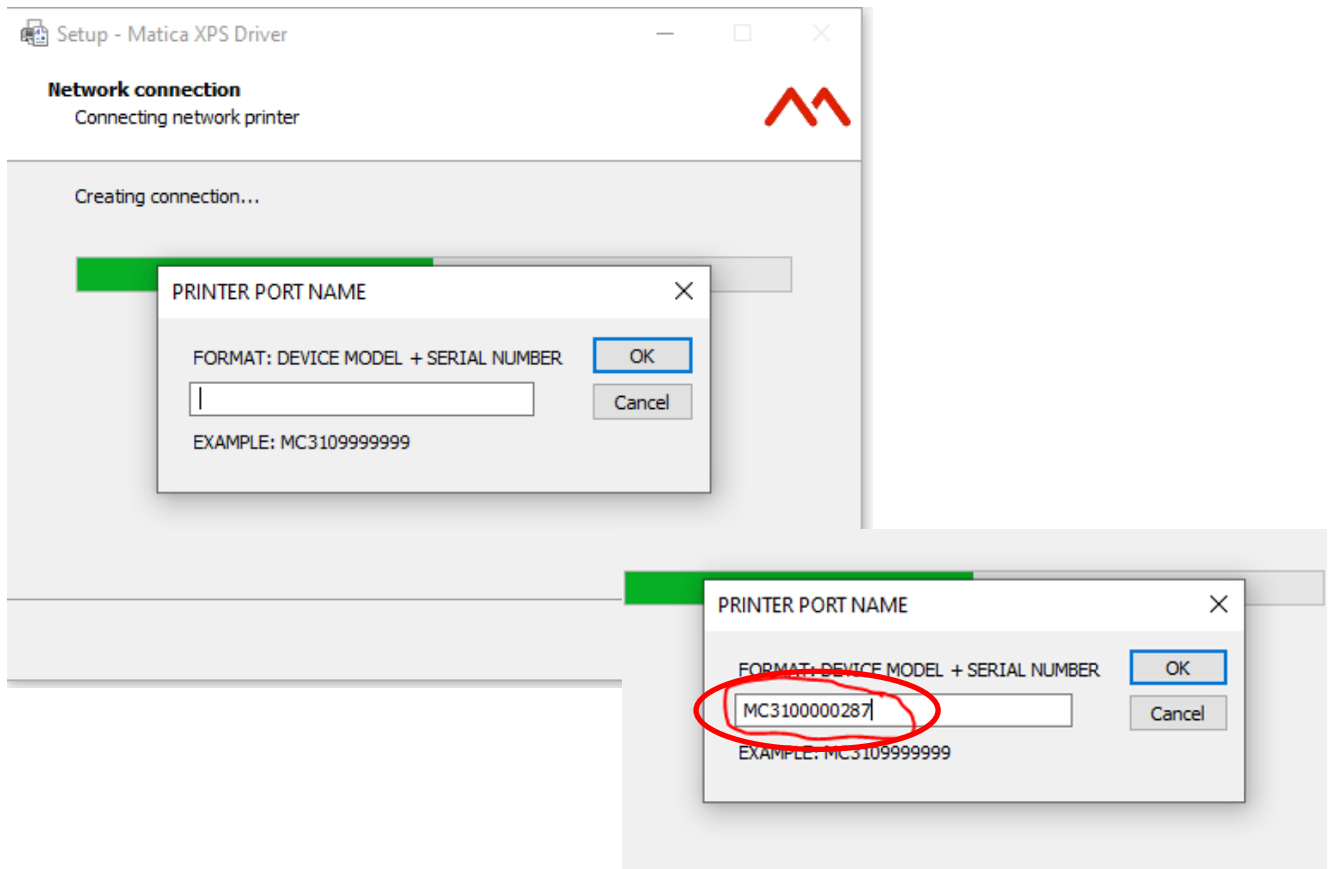 Setup - Matica XPS Driver
Network connection
Connecting network printer
Creating connection...
PRINTER PORT NAME
FORMAT: DEVICE MODEL + SERIAL NUMBER
OK
Cancel
EXAMPLE: MC3109999999
PRINTER PORT NAME
FORMAT: DEVICE MODEL + SERIAL NUMBER
OK
MC3100000287
Cancel
EXAMPLE: MC3109999999